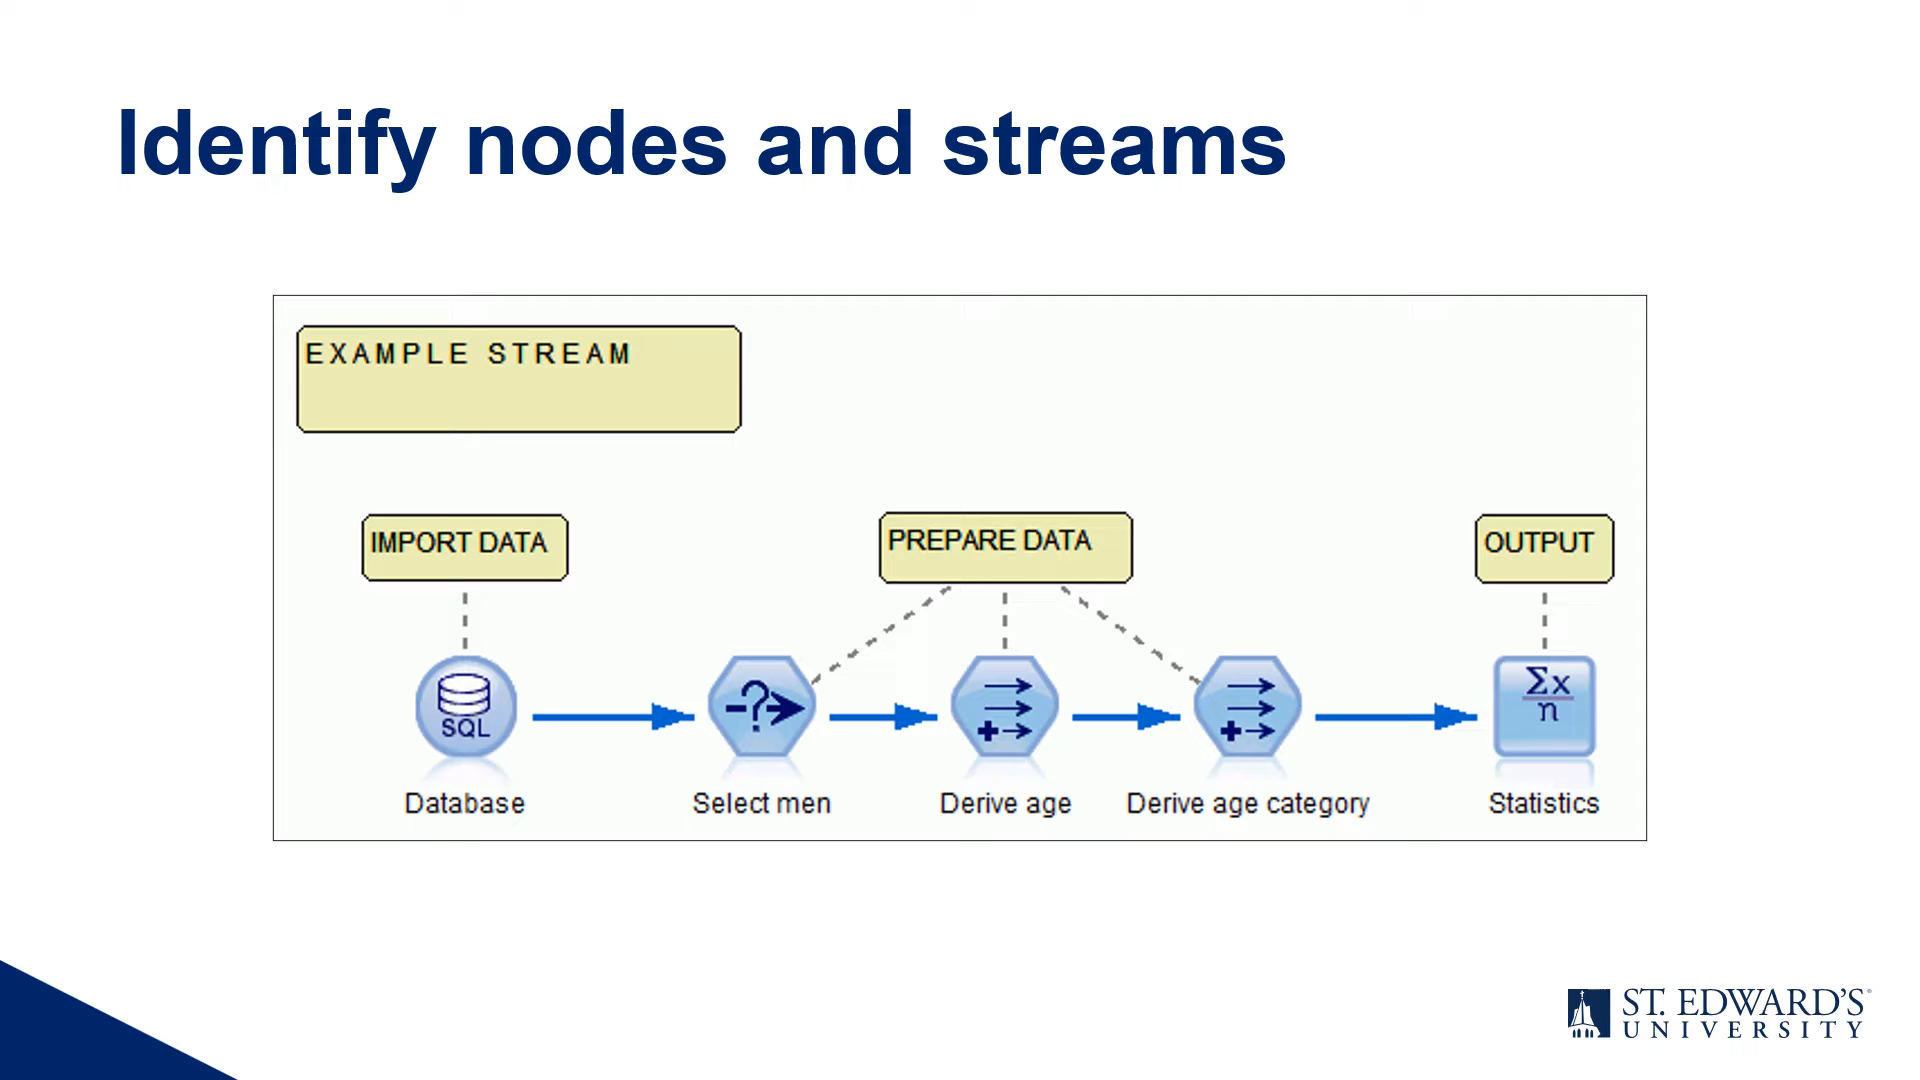 Identify nodes and streams
EXAMPLE STREAM
IMPORT DATA
PREPARE DATA
OUTPUT
SQL
Σx
n
Database
Select men
Derive age
Derive age category
Statistics
ST. EDWARD'S
UNIVERSITY